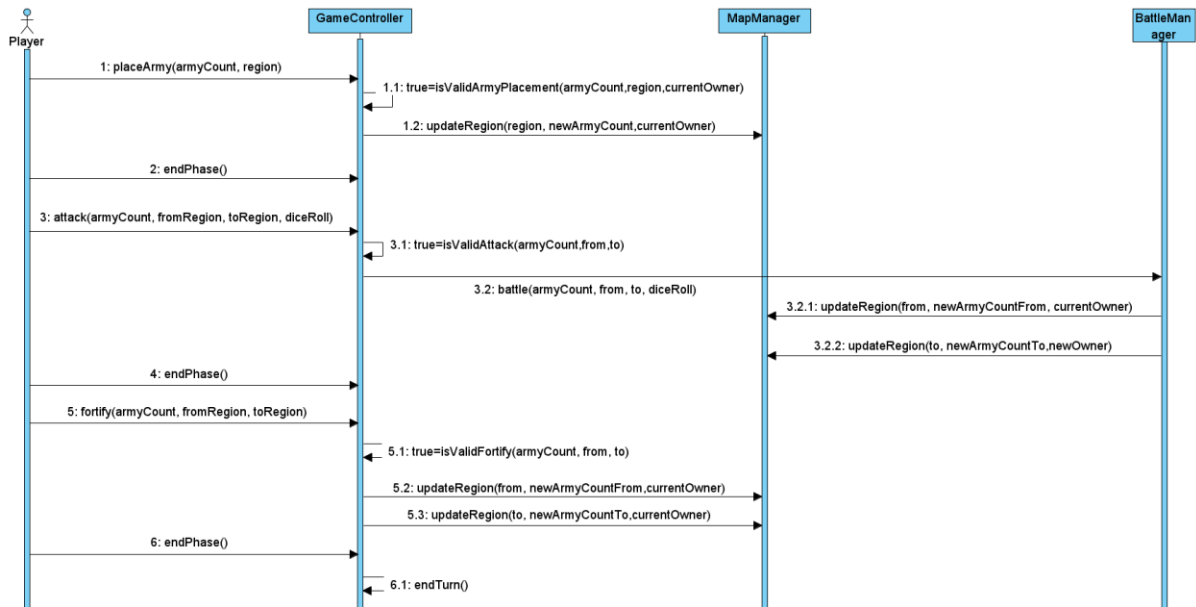 Player
GameController
MapManager
BattleMan
ager
1: placeArmy(armyCount, region)
1.1: true=isValidArmyPlacement(armyCount,region,currentOwner)
1.2: updateRegion(region, newArmyCount,currentOwner)
2: endPhase()
3: attack(armyCount, fromRegion, toRegion, diceRoll)
3.1: true=isValidAttack(armyCount,from,to)
3.2: battle(armyCount, from, to, diceRoll)
3.2.1: updateRegion(from, newArmyCountFrom, currentOwner)
3.2.2: updateRegion(to, newArmyCountTo,newOwner)
4: endPhase()
5: fortify(armyCount, fromRegion, toRegion)
5.1: true=isValidFortify(armyCount, from, to)
5.2: updateRegion(from, newArmyCountFrom,currentOwner)
5.3: updateRegion(to, newArmyCountTo,currentOwner)
6: endPhase()
6.1: endTurn()